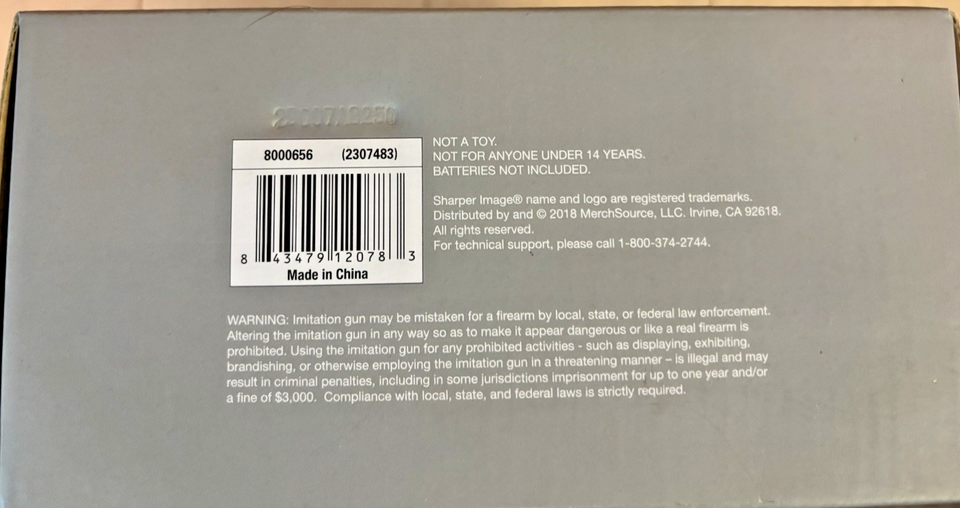 8000656 (2307483)
8 43479 12078 3
Made in China
NOT A TOY.
NOT FOR ANYONE UNDER 14 YEARS.
BATTERIES NOT INCLUDED.
Sharper Image® name and logo are registered trademarks.
Distributed by and © 2018 MerchSource, LLC. Irvine, CA 92618.
All rights reserved.
For technical support, please call 1-800-374-2744.
WARNING: Imitation gun may be mistaken for a firearm by local, state, or federal law enforcement.
Altering the imitation gun in any way so as to make it appear dangerous or like a real firearm is
prohibited. Using the imitation gun for any prohibited activities - such as displaying, exhibiting,
brandishing, or otherwise employing the imitation gun in a threatening manner – is illegal and may
result in criminal penalties, including in some jurisdictions imprisonment for up to one year and/or
a fine of $3,000. Compliance with local, state, and federal laws is strictly required.